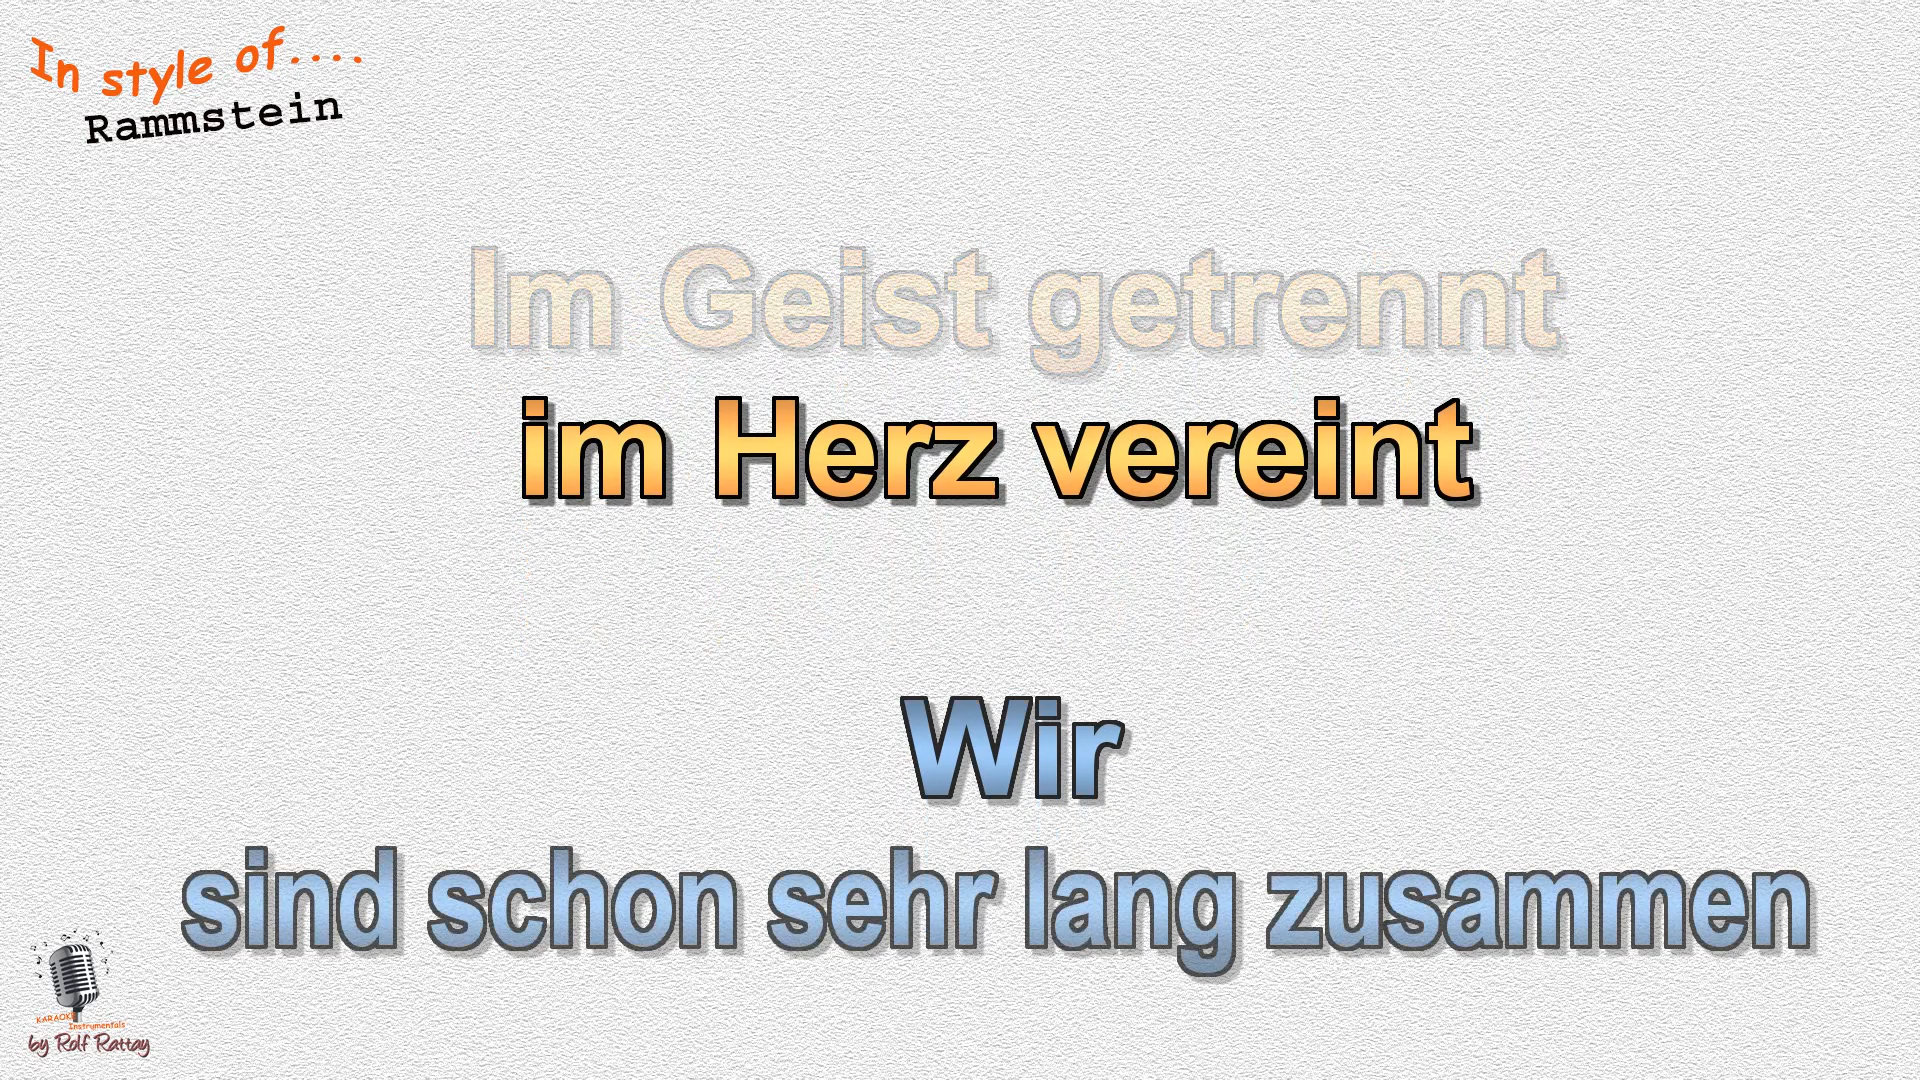 In style of....
Rammstein
Im Geist getrennt
im Herz vereint
Wir
sind schon sehr lang zusammen
KARAOKE
Instrumentals
by Rolf Rattay